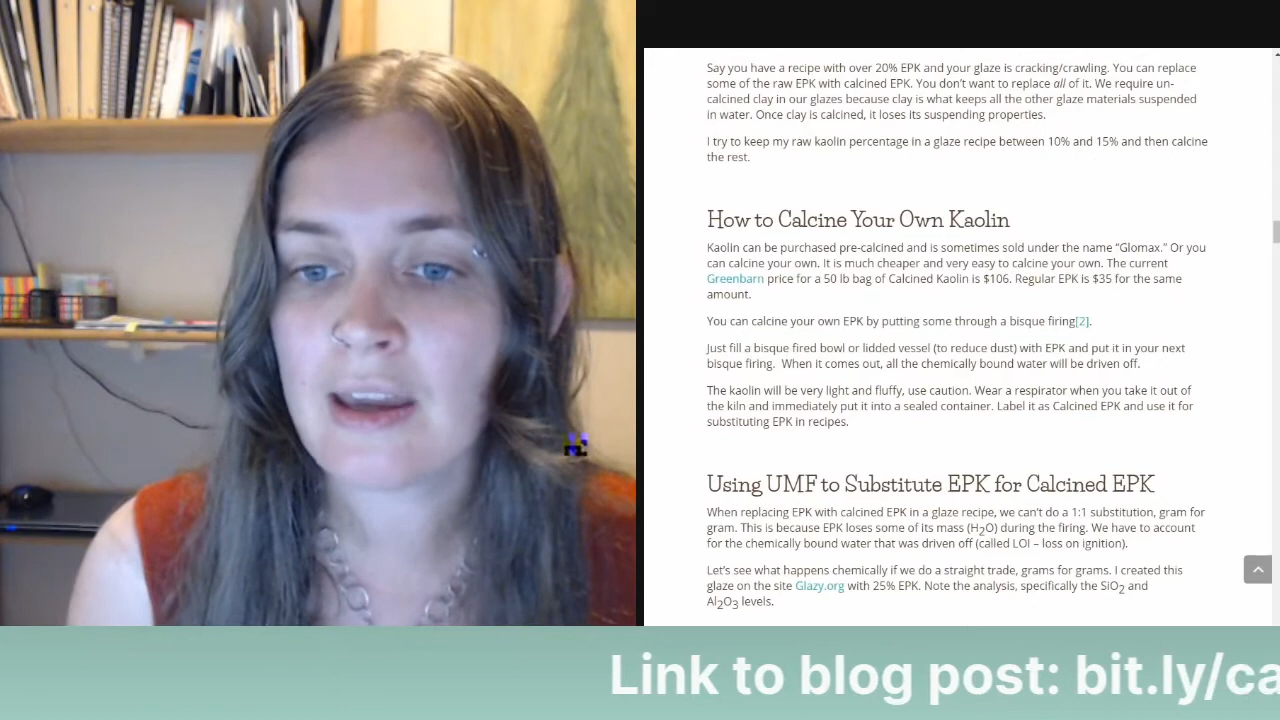 Say you have a recipe with over 20% EPK and your glaze is cracking/crawling. You can replace
some of the raw EPK with calcined EPK. You don't want to replace all of it. We require un-
calcined clay in our glazes because clay is what keeps all the other glaze materials suspended
in water. Once clay is calcined, it loses its suspending properties.
I try to keep my raw kaolin percentage in a glaze recipe between 10% and 15% and then calcine
the rest.
How to Calcine Your Own Kaolin
Kaolin can be purchased pre-calcined and is sometimes sold under the name “Glomax.” Or you
can calcine your own. It is much cheaper and very easy to calcine your own. The current
Greenbarn price for a 50 lb bag of Calcined Kaolin is $106. Regular EPK is $35 for the same
amount.
You can calcine your own EPK by putting some through a bisque firing[2].
Just fill a bisque fired bowl or lidded vessel (to reduce dust) with EPK and put it in your next
bisque firing. When it comes out, all the chemically bound water will be driven off.
The kaolin will be very light and fluffy, use caution. Wear a respirator when you take it out of
the kiln and immediately put it into a sealed container. Label it as Calcined EPK and use it for
substituting EPK in recipes.
Using UMF to Substitute EPK for Calcined EPK
When replacing EPK with calcined EPK in a glaze recipe, we can't do a 1:1 substitution, gram for
gram. This is because EPK loses some of its mass (H2O) during the firing. We have to account
for the chemically bound water that was driven off (called LOI – loss on ignition).
Let's see what happens chemically if we do a straight trade, grams for grams. I created this
glaze on the site Glazy.org with 25% EPK. Note the analysis, specifically the SiO2 and
Al2O3 levels.
Link to blog post: bit.ly/ca